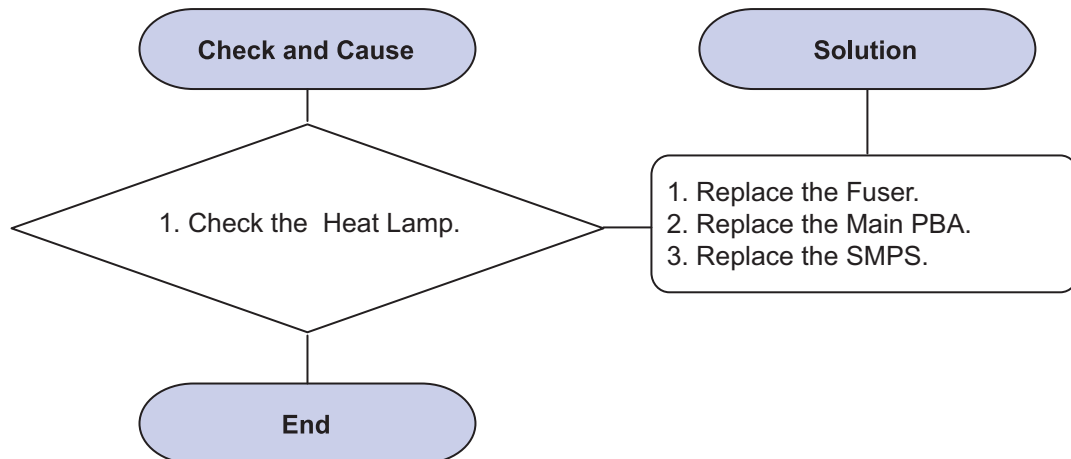 Check and Cause
Solution
1. Check the Heat Lamp.
1. Replace the Fuser.
2. Replace the Main PBA.
3. Replace the SMPS.
End